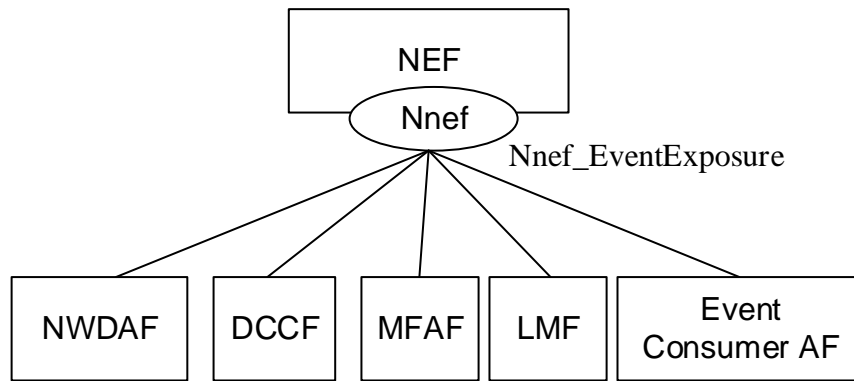 NEF
Nnef
Nnef_EventExposure
NWDAF
DCCF
MFAF
LMF
Event
Consumer AF